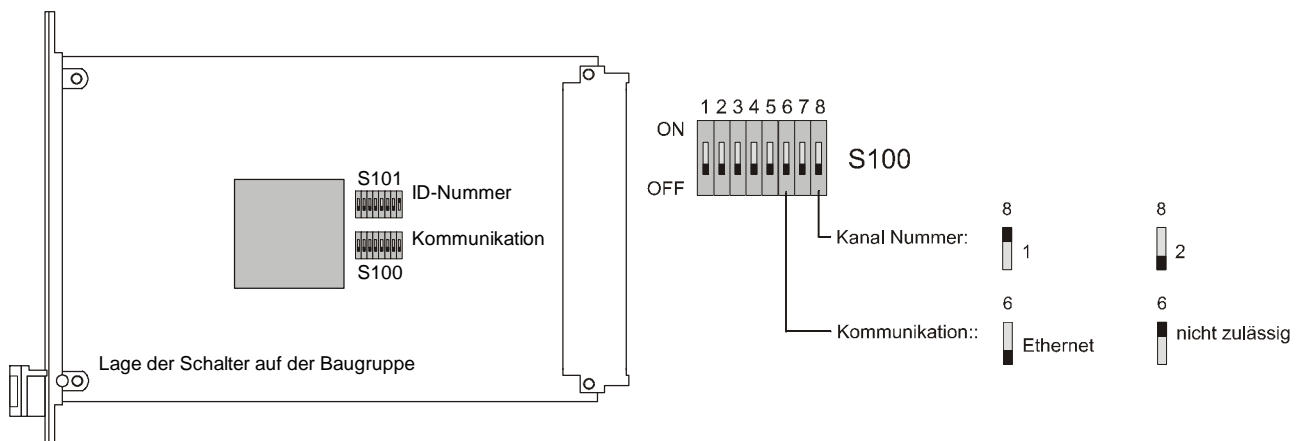 S101
ID-Nummer
Kommunikation
S100
Lage der Schalter auf der Baugruppe
1 2 3 4 5 6 7 8
ON
S100
OFF
8
8
Kanal Nummer:
1
2
6
6
Kommunikation::
Ethernet
nicht zulässig